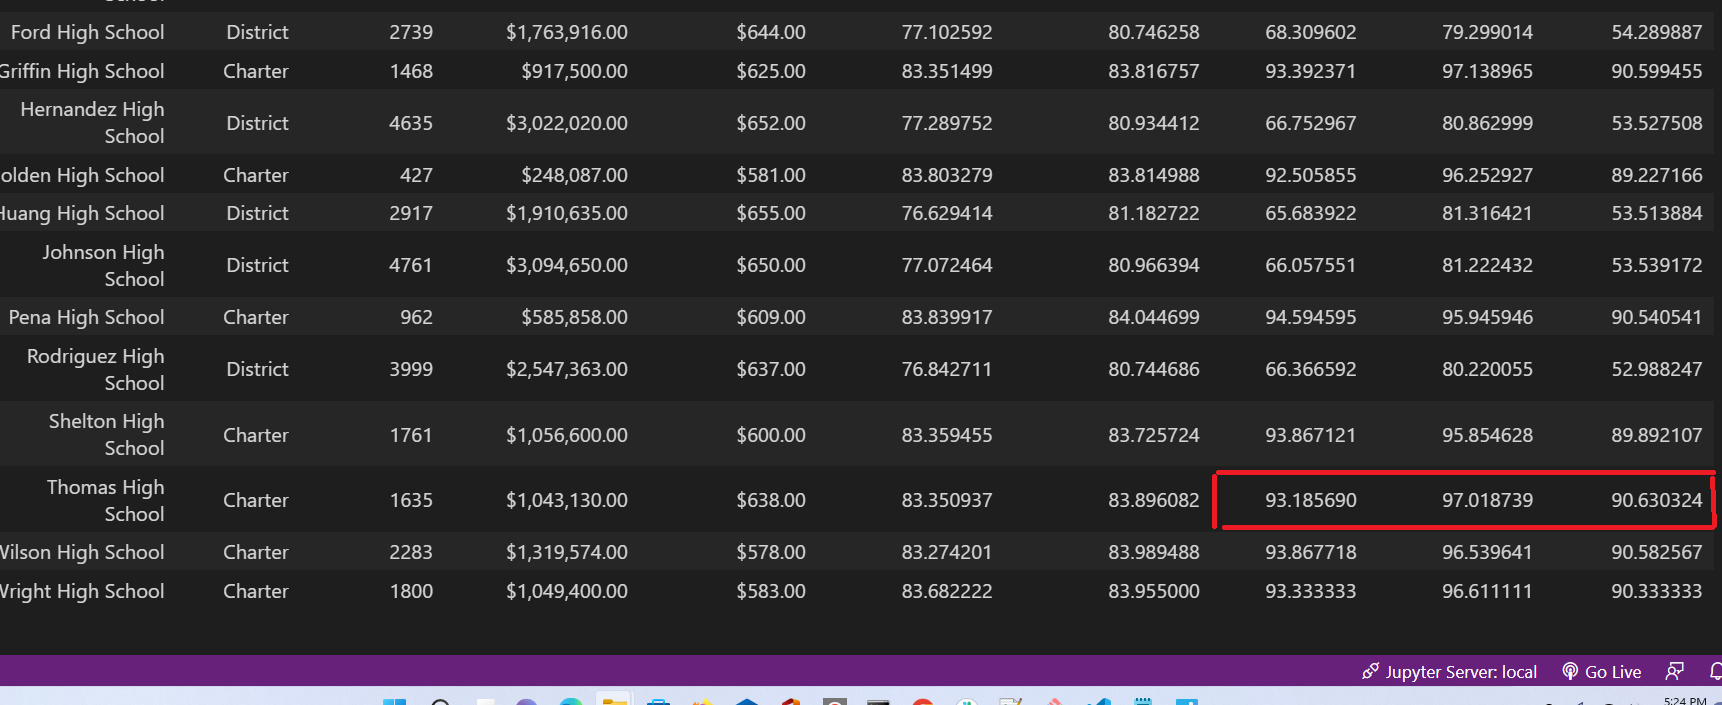 Ford High School District 2739 $1,763,916.00 $644.00 77.102592 80.746258 68.309602 79.299014 54.289887
Griffin High School Charter 1468 $917,500.00 $625.00 83.351499 83.816757 93.392371 97.138965 90.599455
Hernandez High
School District 4635 $3,022,020.00 $652.00 77.289752 80.934412 66.752967 80.862999 53.527508
olden High School Charter 427 $248,087.00 $581.00 83.803279 83.814988 92.505855 96.252927 89.227166
Huang High School District 2917 $1,910,635.00 $655.00 76.629414 81.182722 65.683922 81.316421 53.513884
Johnson High
School District 4761 $3,094,650.00 $650.00 77.072464 80.966394 66.057551 81.222432 53.539172
Pena High School Charter 962 $585,858.00 $609.00 83.839917 84.044699 94.594595 95.945946 90.540541
Rodriguez High
School District 3999 $2,547,363.00 $637.00 76.842711 80.744686 66.366592 80.220055 52.988247
Shelton High
School Charter 1761 $1,056,600.00 $600.00 83.359455 83.725724 93.867121 95.854628 89.892107
Thomas High
School Charter 1635 $1,043,130.00 $638.00 83.350937 83.896082 93.185690 97.018739 90.630324
Wilson High School Charter 2283 $1,319,574.00 $578.00 83.274201 83.989488 93.867718 96.539641 90.582567
Wright High School Charter 1800 $1,049,400.00 $583.00 83.682222 83.955000 93.333333 96.611111 90.333333
Jupyter Server: local Go Live
5:24 PM